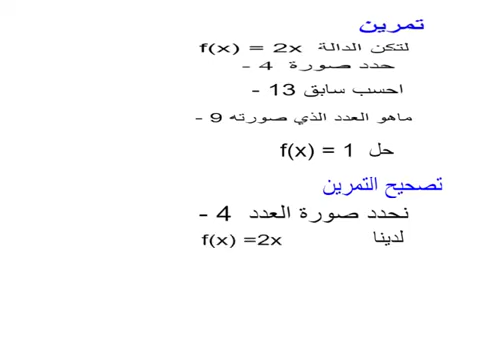 تمرين
لتكن الدالة f(x) = 2x
حدد صورة 4 -
احسب سابق 13 -
ماهو العدد الذي صورته 9 -
حل f(x) = 1
تصحيح التمرين
نحدد صورة العدد 4 -
لدينا f(x) =2x